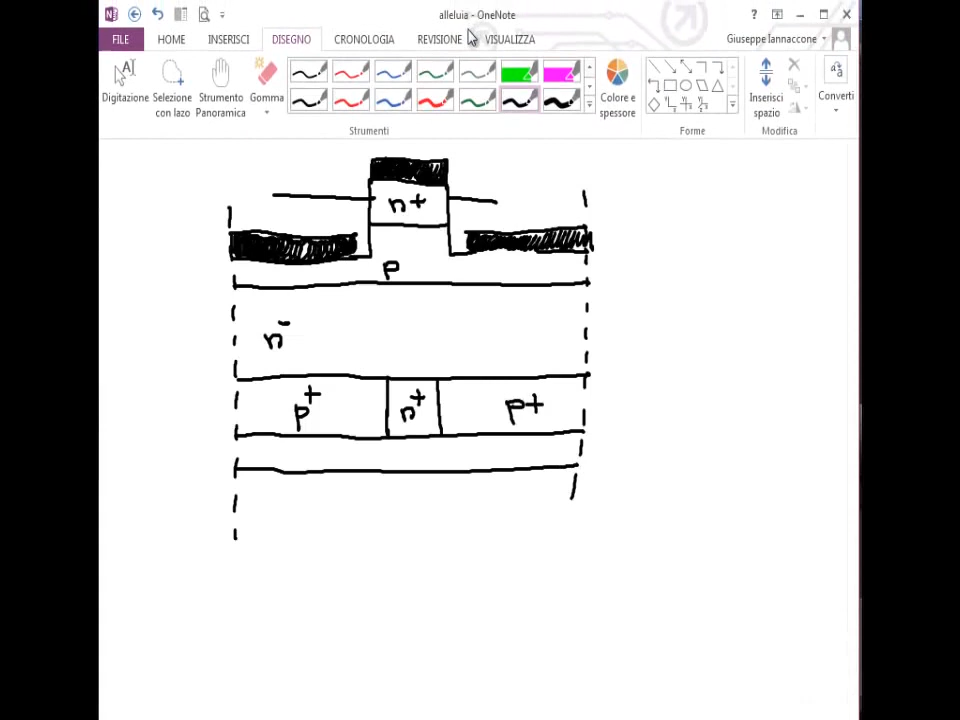 alleluia - OneNote
?
FILE HOME INSERISCI DISEGNO CRONOLOGIA REVISIONE VISUALIZZA Giuseppe Iannaccone
Digitazione Selezione con lazo Strumento Panoramica Gomma Colore e spessore Inserisci spazio Converti
Strumenti Forme Modifica
n+
p
n-
p+ n+ p+